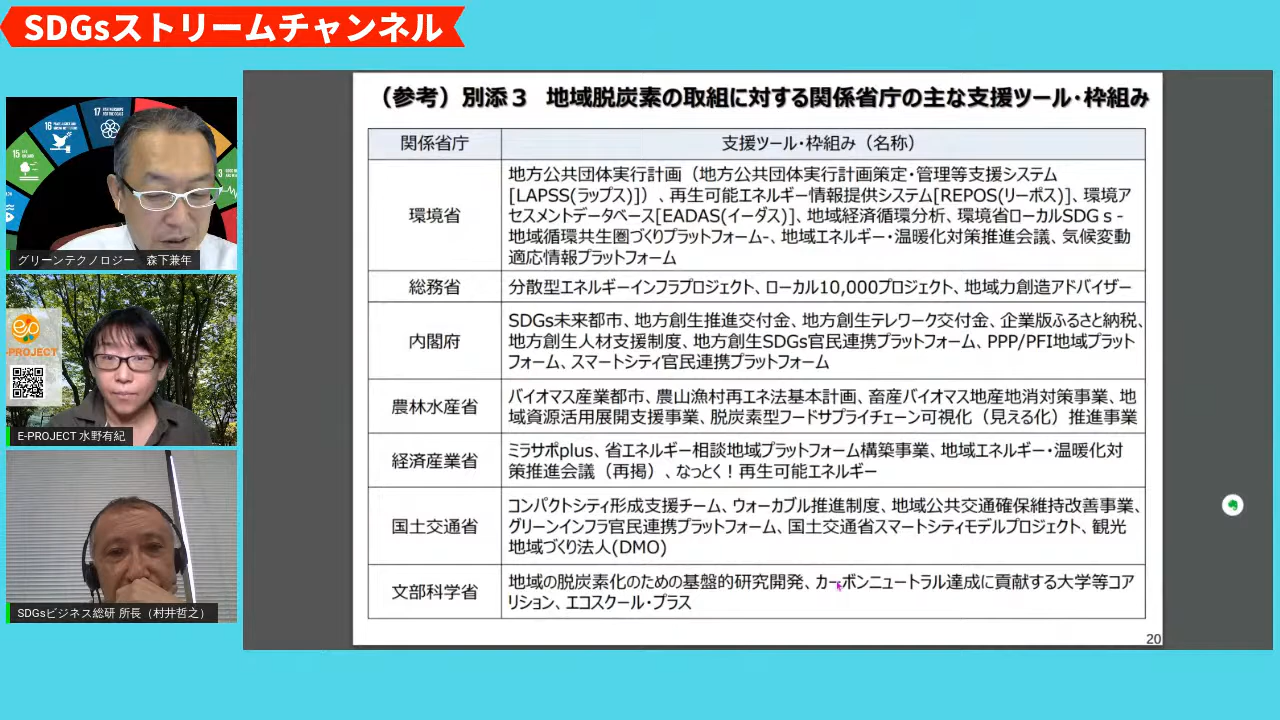 SDGsストリームチャンネル
17
16
15
グリーンテクノロジー 森下兼年
E-PROJECT
E-PROJECT 水野有紀
SDGsビジネス総研 所長（村井哲之）
（参考）別添３ 地域脱炭素の取組に対する関係省庁の主な支援ツール・枠組み
関係省庁
支援ツール・枠組み（名称）
環境省
地方公共団体実行計画（地方公共団体実行計画策定・管理等支援システム
[LAPSS(ラップス)]）、再生可能エネルギー情報提供システム[REPOS(リーポス)]、環境ア
セスメントデータベース[EADAS(イーダス)]、地域経済循環分析、環境省ローカルSDGｓ-
地域循環共生圏づくりプラットフォーム-、地域エネルギー・温暖化対策推進会議、気候変動
適応情報プラットフォーム
総務省
分散型エネルギーインフラプロジェクト、ローカル10,000プロジェクト、地域力創造アドバイザー
内閣府
SDGs未来都市、地方創生推進交付金、地方創生テレワーク交付金、企業版ふるさと納税、
地方創生人材支援制度、地方創生SDGs官民連携プラットフォーム、PPP/PFI地域プラット
フォーム、スマートシティ官民連携プラットフォーム
農林水産省
バイオマス産業都市、農山漁村再エネ法基本計画、畜産バイオマス地産地消対策事業、地
域資源活用展開支援事業、脱炭素型フードサプライチェーン可視化（見える化）推進事業
経済産業省
ミラサポplus、省エネルギー相談地域プラットフォーム構築事業、地域エネルギー・温暖化対
策推進会議（再掲）、なっとく！再生可能エネルギー
国土交通省
コンパクトシティ形成支援チーム、ウォーカブル推進制度、地域公共交通確保維持改善事業、
グリーンインフラ官民連携プラットフォーム、国土交通省スマートシティモデルプロジェクト、観光
地域づくり法人(DMO)
文部科学省
地域の脱炭素化のための基盤的研究開発、カーボンニュートラル達成に貢献する大学等コア
リション、エコスクール・プラス
20